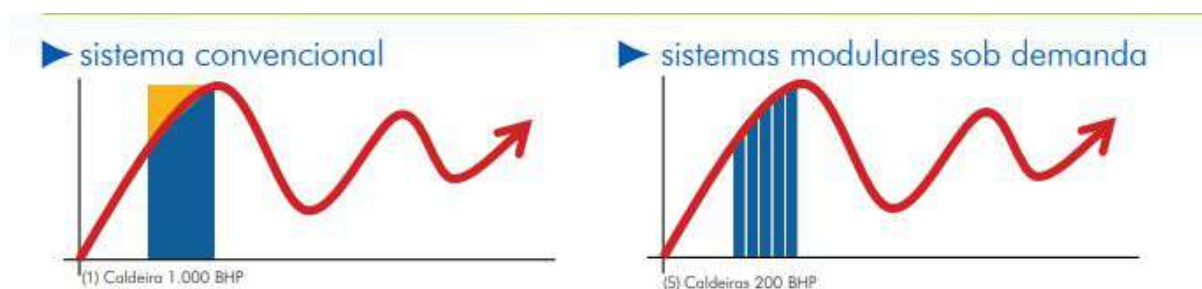 sistema convencional
(1) Caldeira 1.000 BHP
sistemas modulares sob demanda
(5) Caldeiras 200 BHP